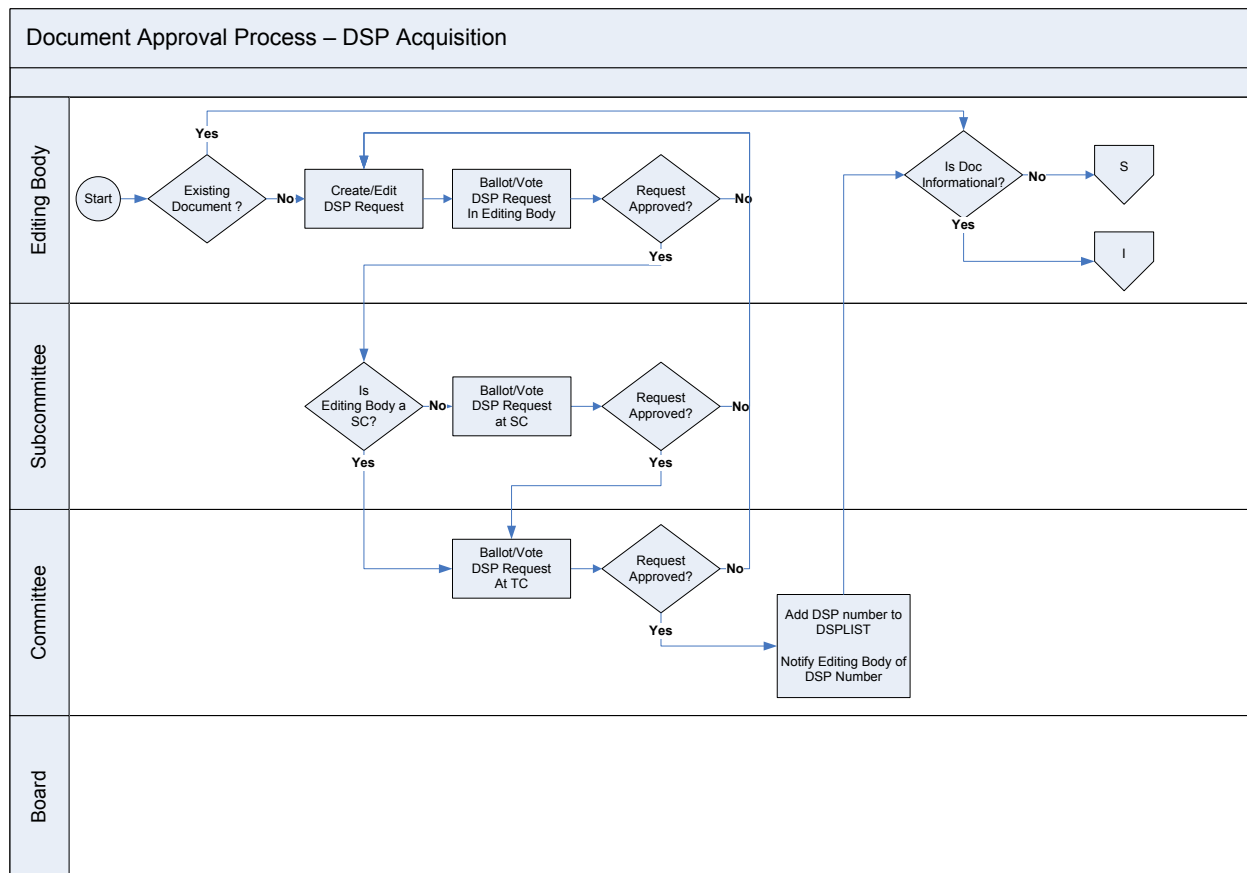 Document Approval Process – DSP Acquisition
Editing Body
Yes
Start
Existing
Document ?
No
Create/Edit
DSP Request
Ballot/Vote
DSP Request
In Editing Body
Request
Approved?
No
Yes
Is Doc
Informational?
No
S
Yes
I
Subcommittee
Is
Editing Body a
SC?
No
Ballot/Vote
DSP Request
at SC
Request
Approved?
No
Yes
Yes
Committee
Ballot/Vote
DSP Request
At TC
Request
Approved?
No
Yes
Add DSP number to
DSPLIST
Notify Editing Body of
DSP Number
Board